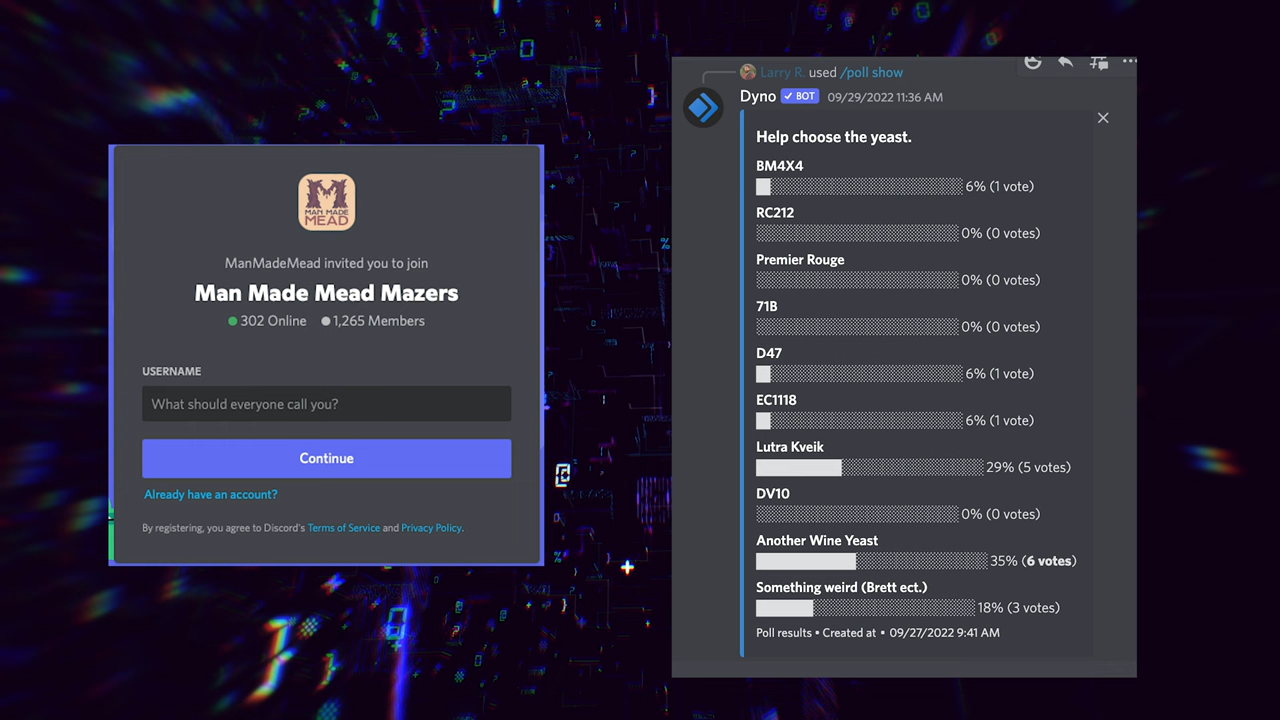 MAN MADE
MEAD
ManMadeMead invited you to join
Man Made Mead Mazers
302 Online 1,265 Members
USERNAME
What should everyone call you?
Continue
Already have an account?
By registering, you agree to Discord's Terms of Service and Privacy Policy.
Larry R. used /poll show
Dyno ✓ BOT 09/29/2022 11:36 AM
Help choose the yeast.
BM4X4
6% (1 vote)
RC212
0% (0 votes)
Premier Rouge
0% (0 votes)
71B
0% (0 votes)
D47
6% (1 vote)
EC1118
6% (1 vote)
Lutra Kveik
29% (5 votes)
DV10
0% (0 votes)
Another Wine Yeast
35% (6 votes)
Something weird (Brett ect.)
18% (3 votes)
Poll results • Created at • 09/27/2022 9:41 AM